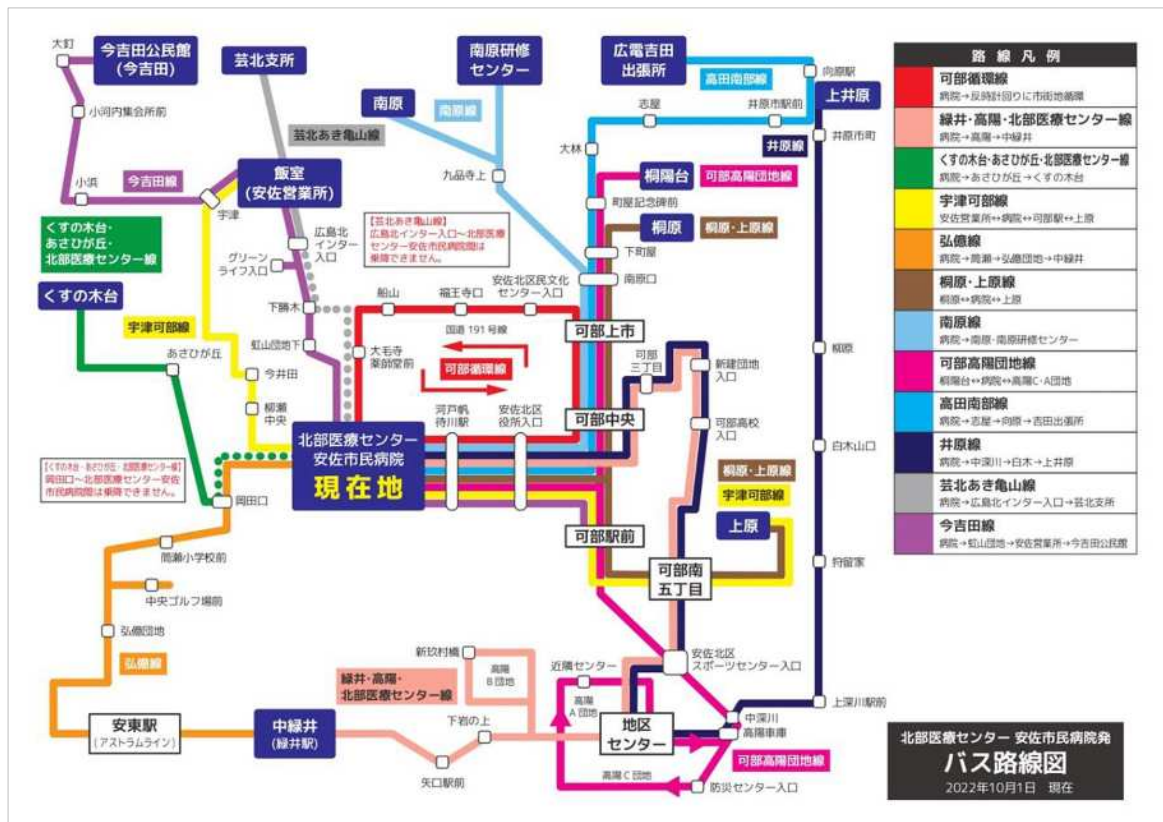 今吉田公民館
(今吉田)
大釘
小河内集会所前
小浜
今吉田線
芸北支所
芸北あき亀山線
飯室
(安佐営業所)
宇津
広島北
インター
入口
グリーン
ライフ入口
下勝木
虹山団地下
【芸北あき亀山線】
広島北インター入口～北部医療
センター安佐市民病院間は
乗降できません。
くすの木台・
あさひが丘・
北部医療センター線
くすの木台
あさひが丘
宇津可部線
今井田
柳瀬
中央
【くすの木台・あさひが丘・北部医療センター線】
岡田口～北部医療センター安佐
市民病院間は乗降できません。
岡田口
間瀬小学校前
中央ゴルフ場前
弘億団地
弘億線
安東駅
(アストラムライン)
中緑井
(緑井駅)
南原研修
センター
南原
南原線
九品寺上
船山
福王寺口
安佐北区民文化
センター入口
国道191号線
大毛寺
薬師堂前
可部循環線
河戸帆
待川駅
安佐北区
役所入口
北部医療センター
安佐市民病院
現在地
広電吉田
出張所
高田南部線
向原駅
志屋
井原市駅前
大林
井原線
上井原
井原市町
桐陽台
可部高陽団地線
町屋記念碑前
桐原
桐原・上原線
下町屋
南原口
可部上市
可部
三丁目
新建団地
入口
可部中央
可部高校
入口
柳原
白木山口
桐原・上原線
宇津可部線
上原
可部駅前
可部南
五丁目
狩留家
安佐北区
スポーツセンター入口
上深川駅前
中深川
高陽車庫
可部高陽団地線
防災センター入口
高陽C団地
地区
センター
近隣センター
高陽
A団地
新玖村橋
高陽
B団地
緑井・高陽・
北部医療センター線
下岩の上
矢口駅前
路線凡例
可部循環線
病院→反時計回りに市街地循環
緑井・高陽・北部医療センター線
病院→高陽→中緑井
くすの木台・あさひが丘・北部医療センター線
病院→あさひが丘→くすの木台
宇津可部線
安佐営業所↔病院↔可部駅↔上原
弘億線
病院→間瀬→弘億団地→中緑井
桐原・上原線
桐原↔病院↔上原
南原線
病院→南原・南原研修センター
可部高陽団地線
桐陽台↔病院↔高陽C・A団地
高田南部線
病院→志屋→向原→吉田出張所
井原線
病院→中深川→白木→上井原
芸北あき亀山線
病院→広島北インター入口→芸北支所
今吉田線
病院→虹山団地→安佐営業所→今吉田公民館
北部医療センター 安佐市民病院発
バス路線図
2022年10月1日 現在